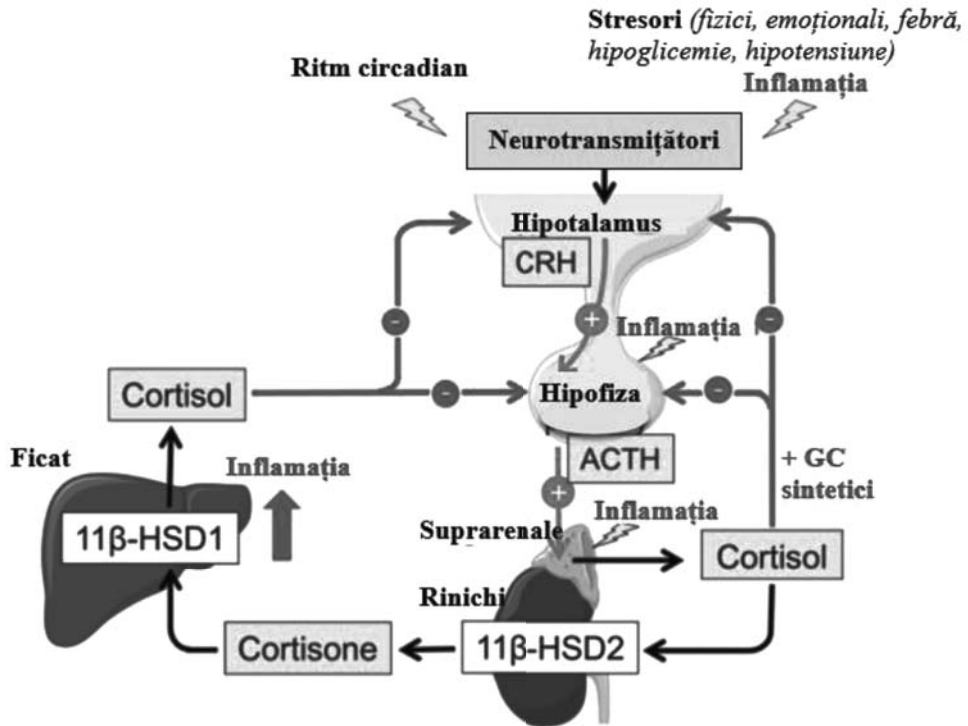 Stresori (fizici, emoționali, febră,
hipoglicemie, hipotensiune)
Ritm circadian
Inflamația
Neurotransmițători
Hipotalamus
CRH
+
Inflamația
-
-
Cortisol
-
Hipofiza
-
Ficat
Inflamația
ACTH
+ GC
sintetici
+
Inflamația
11β-HSD1
Suprarenale
Cortisol
Rinichi
Cortisone
11β-HSD2